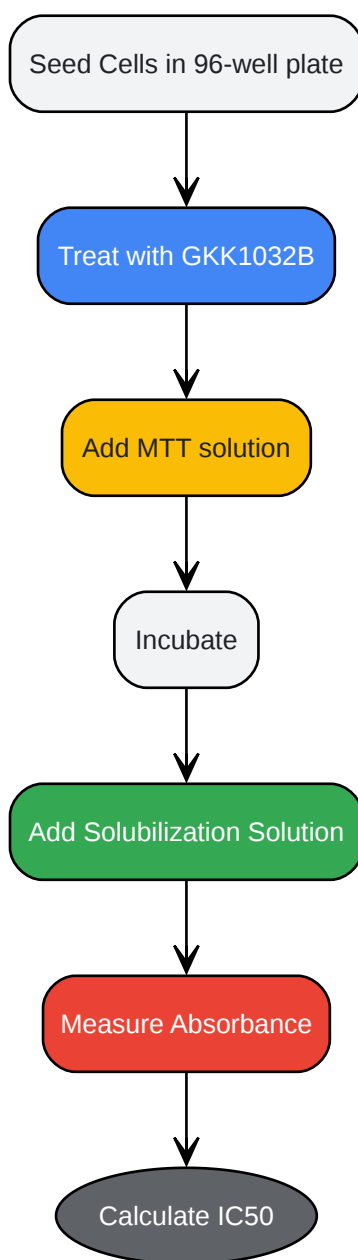 Seed Cells in 96-well plate
Treat with GKK1032B
Add MTT solution
Incubate
Add Solubilization Solution
Measure Absorbance
Calculate IC50